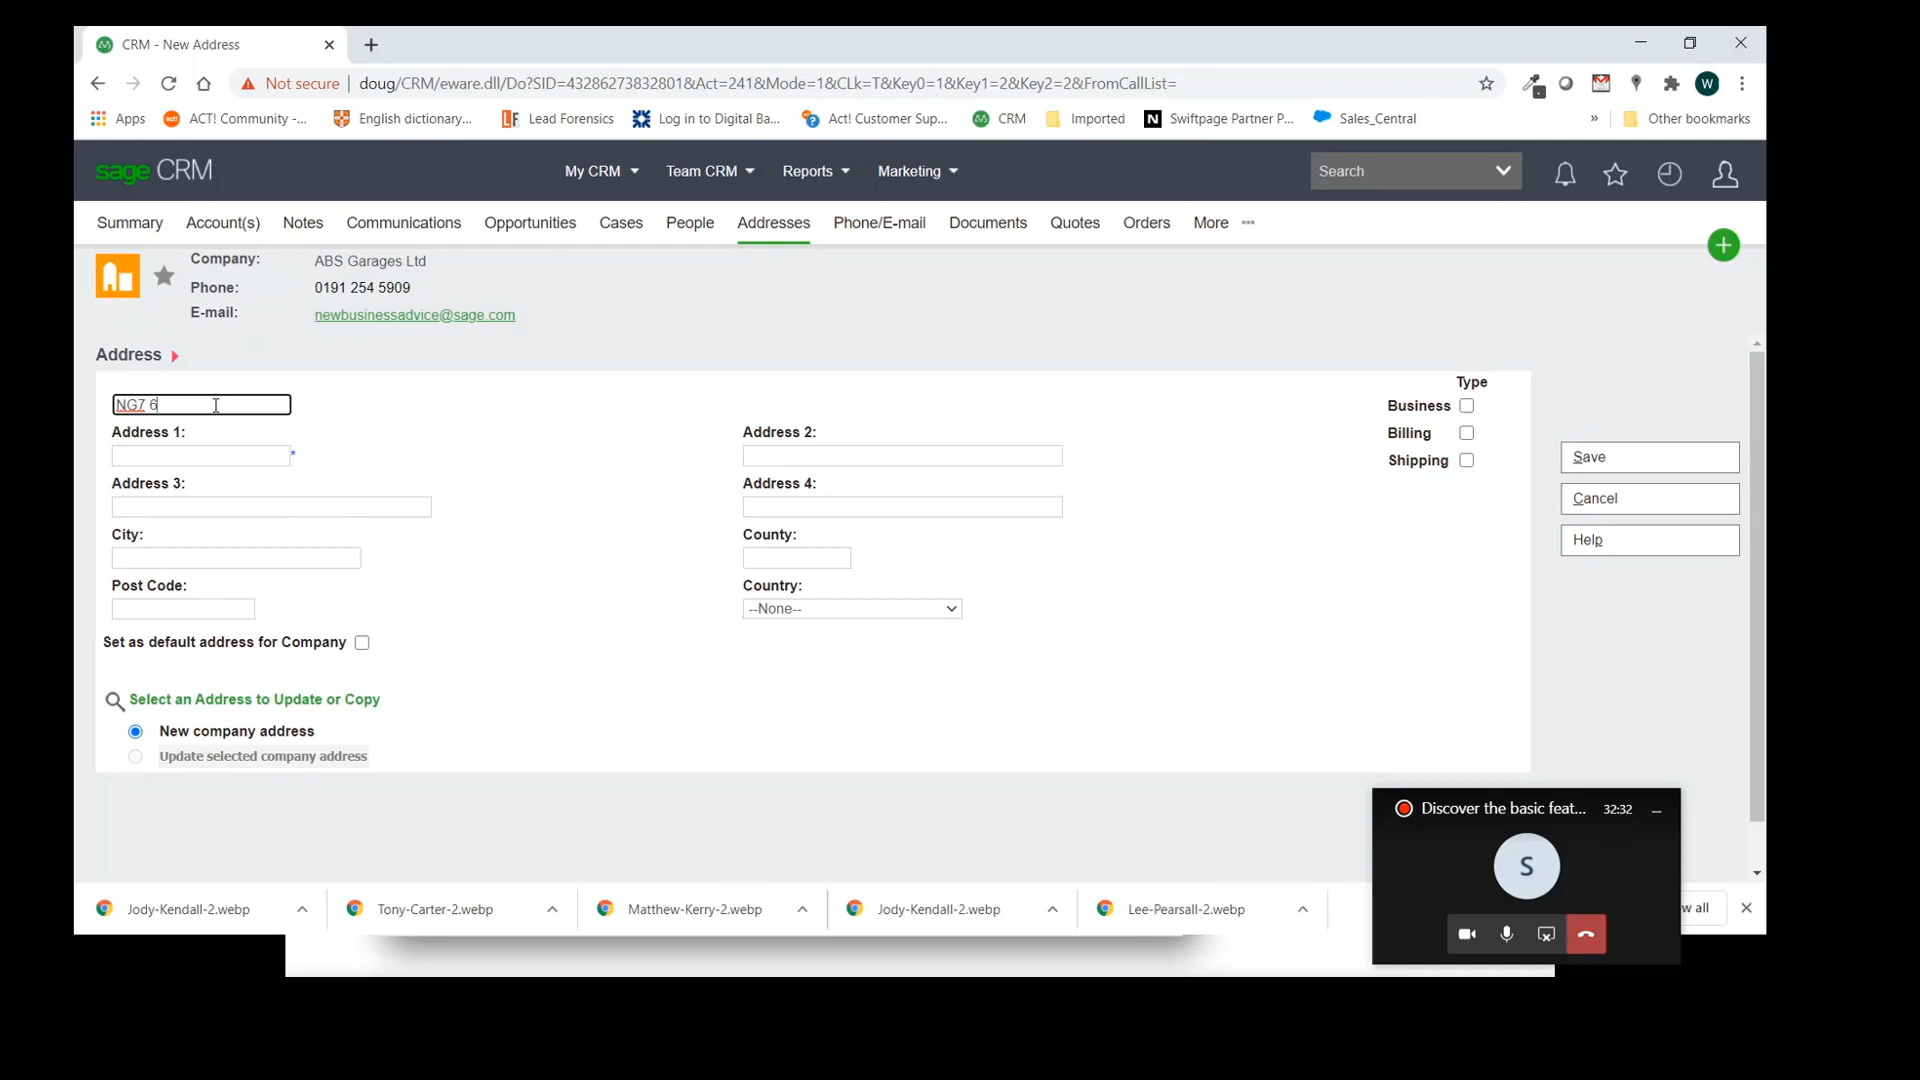 CRM - New Address
Not secure
doug/CRM/eware.dll/Do?SID=43286273832801&Act=241&Mode=1&CLk=T&Key0=1&Key1=2&Key2=2&FromCallList=
W
Apps
ACT! Community -...
English dictionary...
LF Lead Forensics
Log in to Digital Ba...
Act! Customer Sup...
CRM
Imported
N Swiftpage Partner P...
Sales_Central
»
Other bookmarks
sage CRM
My CRM
Team CRM
Reports
Marketing
Search
Summary
Account(s)
Notes
Communications
Opportunities
Cases
People
Addresses
Phone/E-mail
Documents
Quotes
Orders
More
Company: ABS Garages Ltd
Phone: 0191 254 5909
E-mail: newbusinessadvice@sage.com
Address
NG7 6
Type
Business
Address 1:
Address 2:
Billing
*
Shipping
Save
Address 3:
Address 4:
Cancel
City:
County:
Help
Post Code:
Country:
--None--
Set as default address for Company
Select an Address to Update or Copy
New company address
Update selected company address
Discover the basic feat... 32:32
S
Jody-Kendall-2.webp
Tony-Carter-2.webp
Matthew-Kerry-2.webp
Jody-Kendall-2.webp
Lee-Pearsall-2.webp
w all